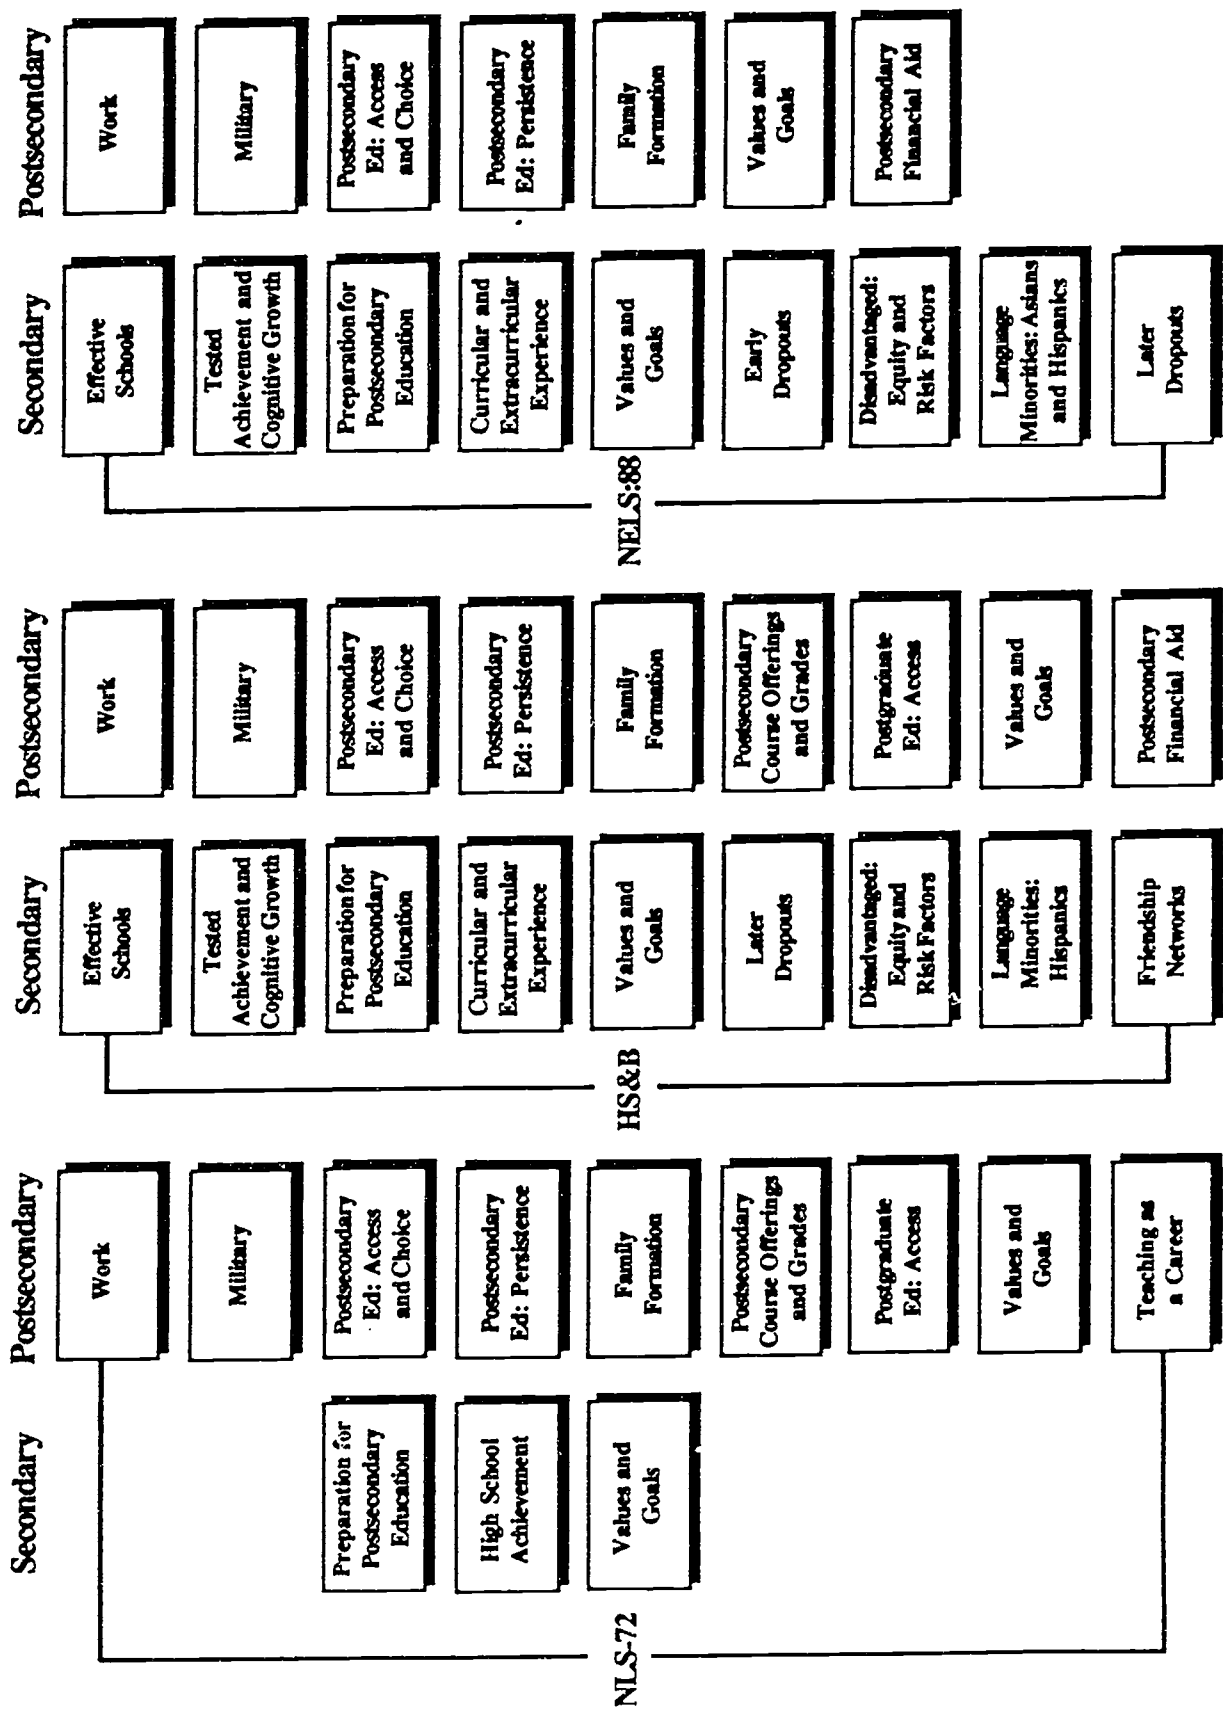 Secondary
Postsecondary
NLS-72
Preparation for
Postsecondary
Education
High School
Achievement
Values and
Goals
Work
Military
Postsecondary
Ed: Access
and Choice
Postsecondary
Ed: Persistence
Family
Formation
Postsecondary
Course Offerings
and Grades
Postgraduate
Ed: Access
Values and
Goals
Teaching as
a Career
Secondary
Postsecondary
HS&B
Effective
Schools
Tested
Achievement and
Cognitive Growth
Preparation for
Postsecondary
Education
Curricular and
Extracurricular
Experience
Values and
Goals
Later
Dropouts
Disadvantaged:
Equity and
Risk Factors
Language
Minorities:
Hispanics
Friendship
Networks
Work
Military
Postsecondary
Ed: Access
and Choice
Postsecondary
Ed: Persistence
Family
Formation
Postsecondary
Course Offerings
and Grades
Postgraduate
Ed: Access
Values and
Goals
Postsecondary
Financial Aid
Secondary
Postsecondary
NELS:88
Effective
Schools
Tested
Achievement and
Cognitive Growth
Preparation for
Postsecondary
Education
Curricular and
Extracurricular
Experience
Values and
Goals
Early
Dropouts
Disadvantaged:
Equity and
Risk Factors
Language
Minorities: Asians
and Hispanics
Later
Dropouts
Work
Military
Postsecondary
Ed: Access
and Choice
Postsecondary
Ed: Persistence
Family
Formation
Values and
Goals
Postsecondary
Financial Aid